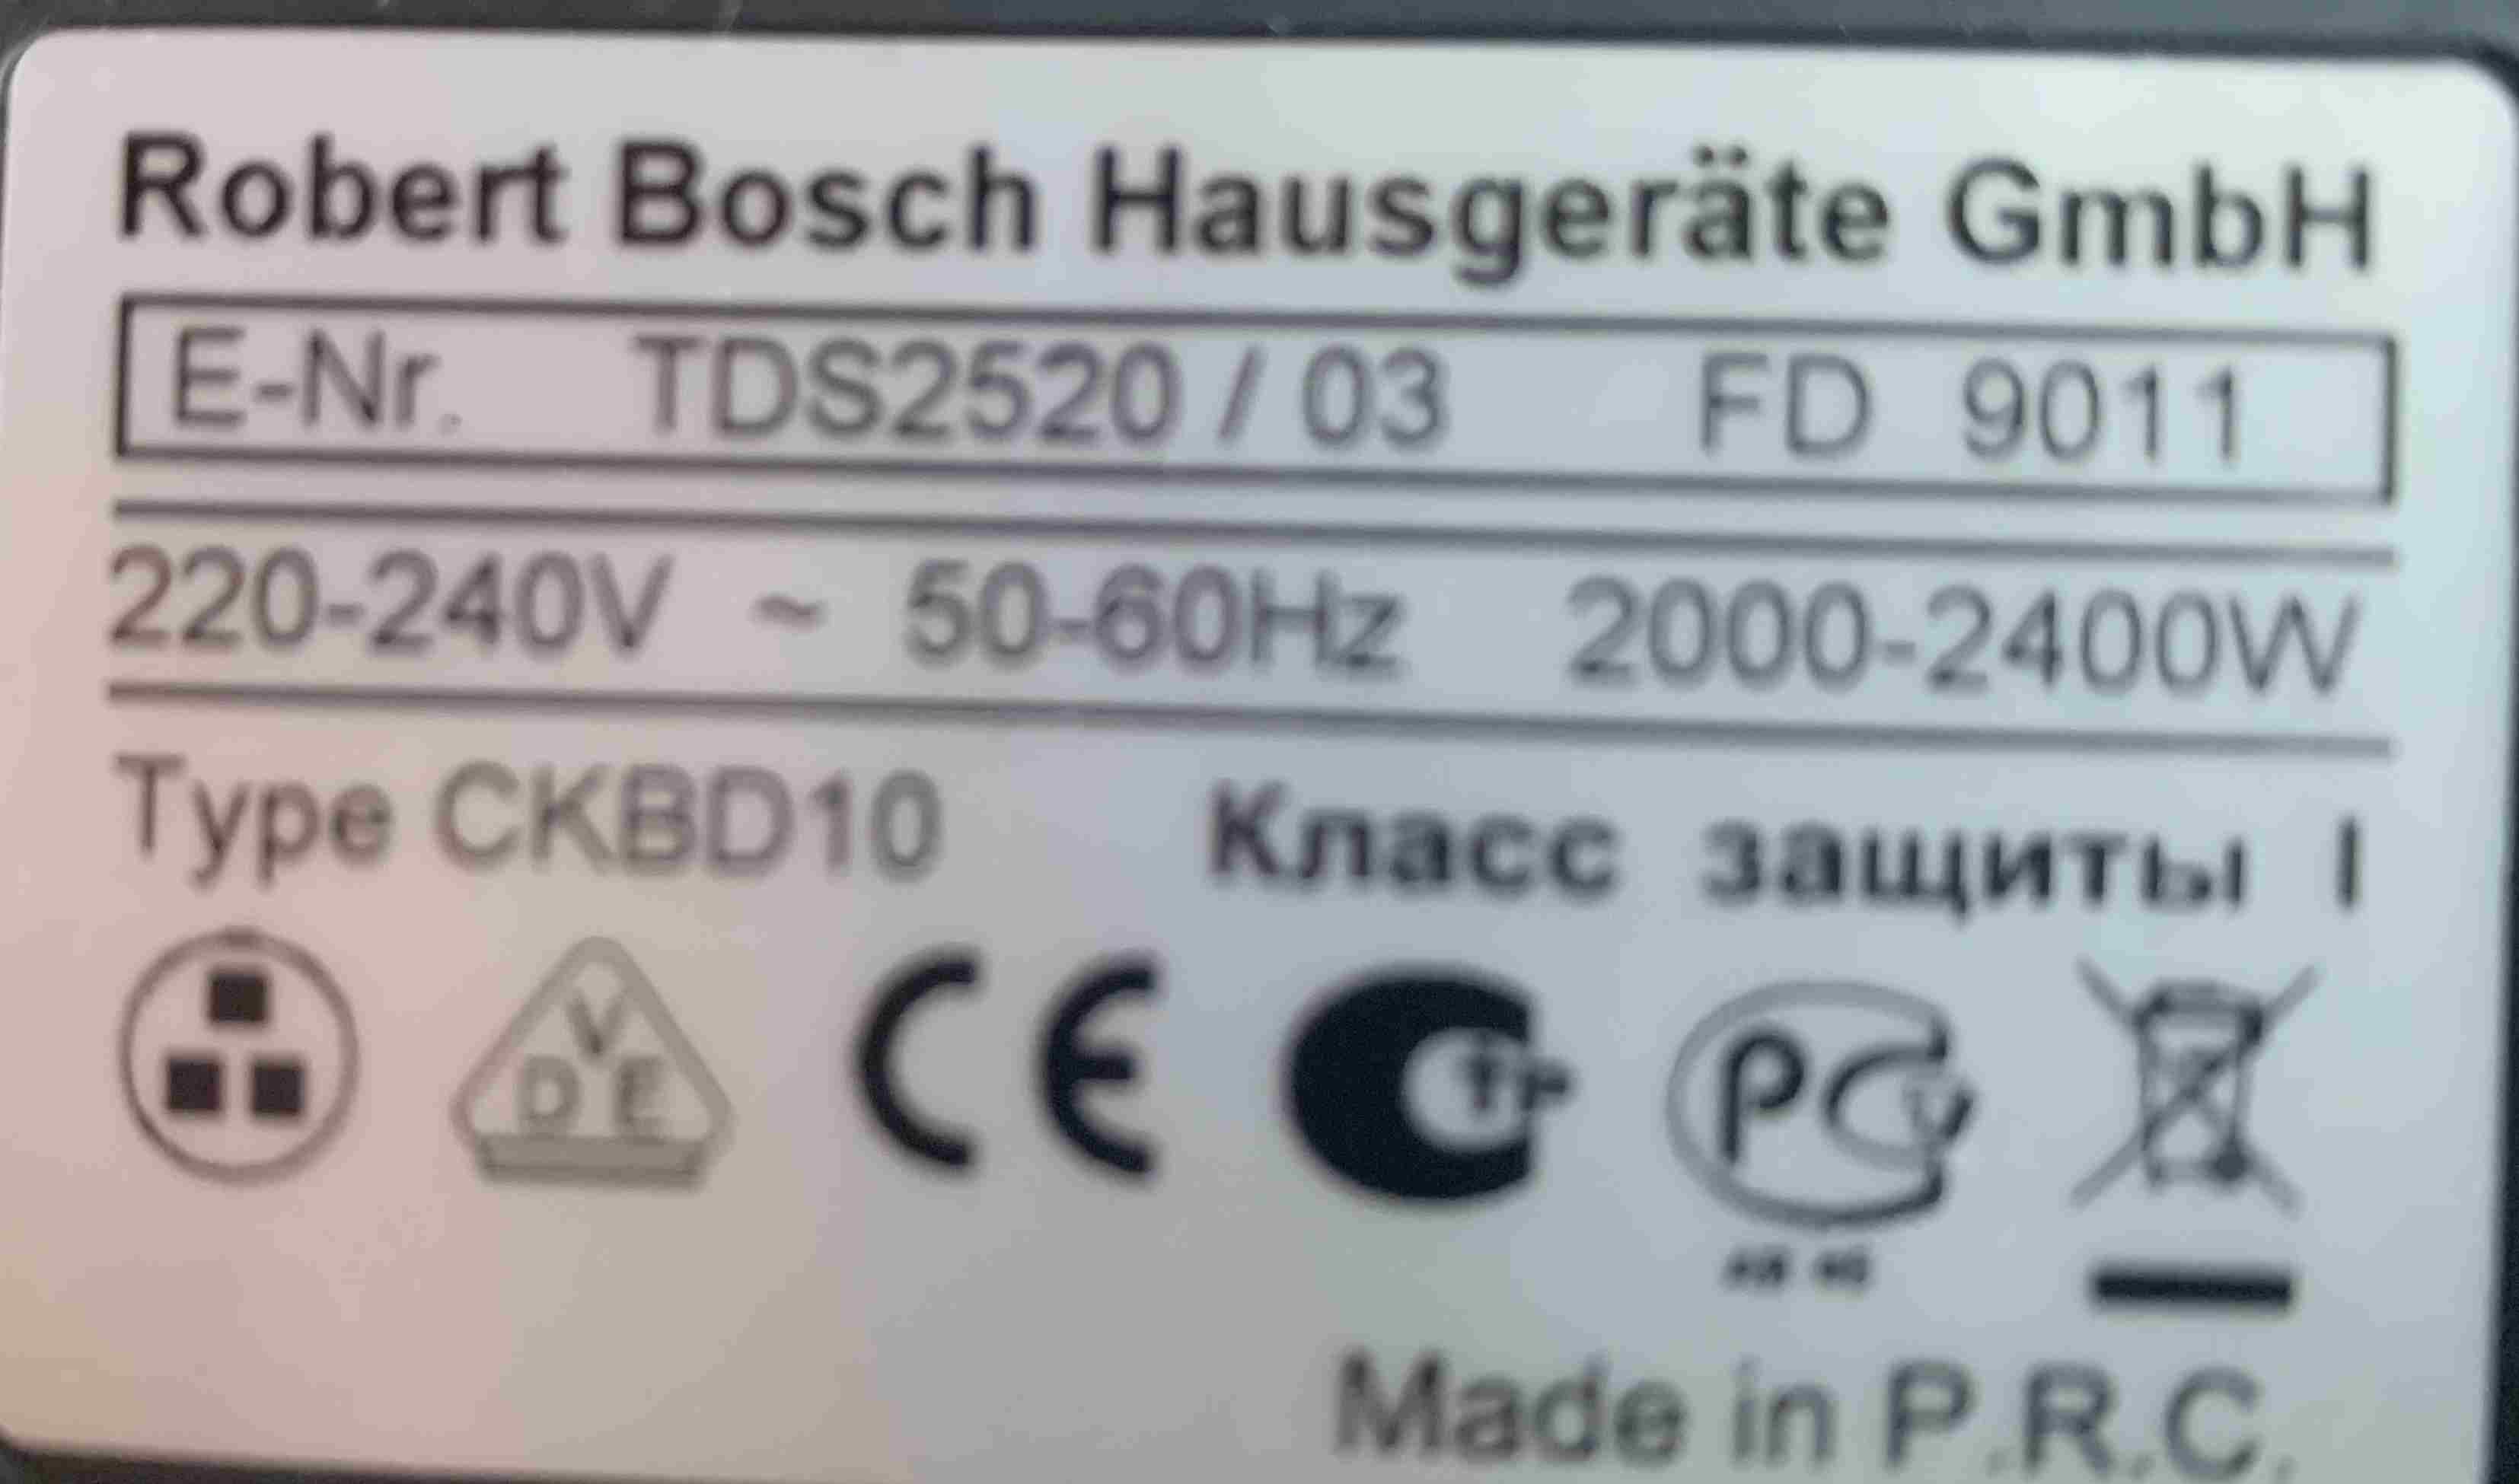 Robert Bosch Hausgeräte GmbH
E-Nr. TDS2520 / 03 FD 9011
220-240V ~ 50-60Hz 2000-2400W
Type CKBD10 Класс защиты I
V
D E
CE
Made in P.R.C.